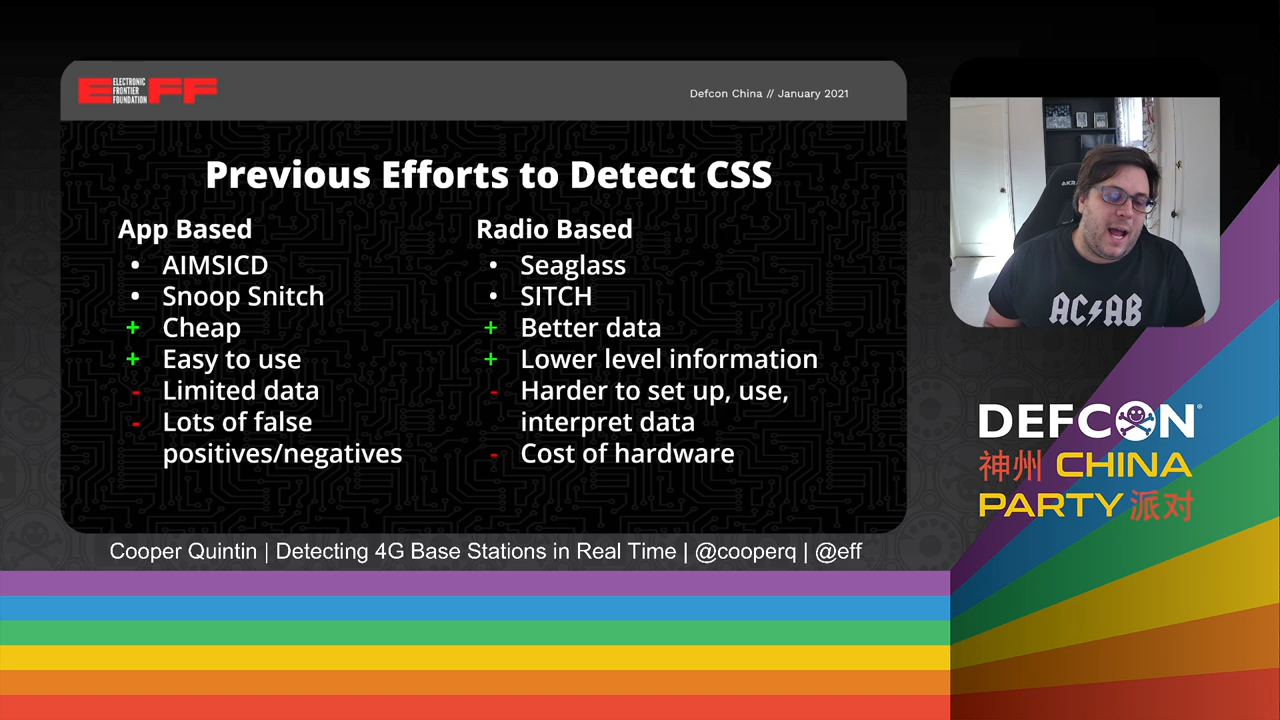 ELECTRONIC
FRONTIER
FOUNDATION
EFF
Defcon China // January 2021
Previous Efforts to Detect CSS
App Based
• AIMSICD
• Snoop Snitch
+ Cheap
+ Easy to use
- Limited data
- Lots of false
positives/negatives
Radio Based
• Seaglass
• SITCH
+ Better data
+ Lower level information
- Harder to set up, use,
interpret data
- Cost of hardware
Cooper Quintin | Detecting 4G Base Stations in Real Time | @cooperq | @eff
AKR
AC⚡AB
DEFCON®
神州 CHINA
PARTY 派对